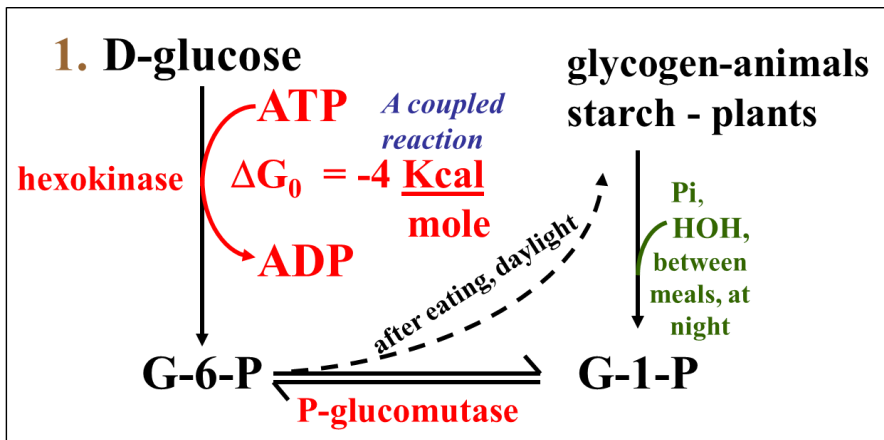 1. D-glucose
ATP
A coupled
reaction
hexokinase
ΔG₀ = -4 Kcal
mole
ADP
glycogen-animals
starch - plants
Pi,
HOH,
between
meals, at
night
after eating, daylight
G-6-P
G-1-P
P-glucomutase